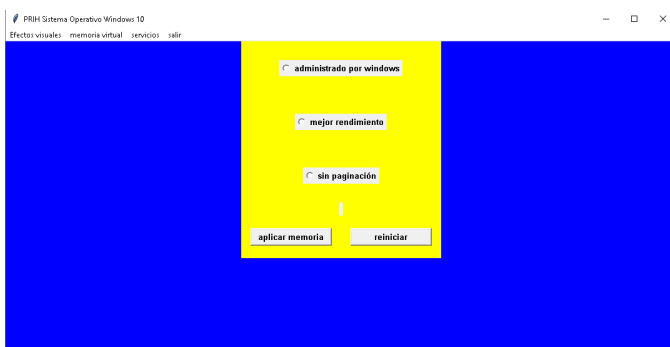 PRIH Sistema Operativo Windows 10
Efectos visuales memoria virtual servicios salir
administrado por windows
mejor rendimiento
sin paginación
aplicar memoria reiniciar